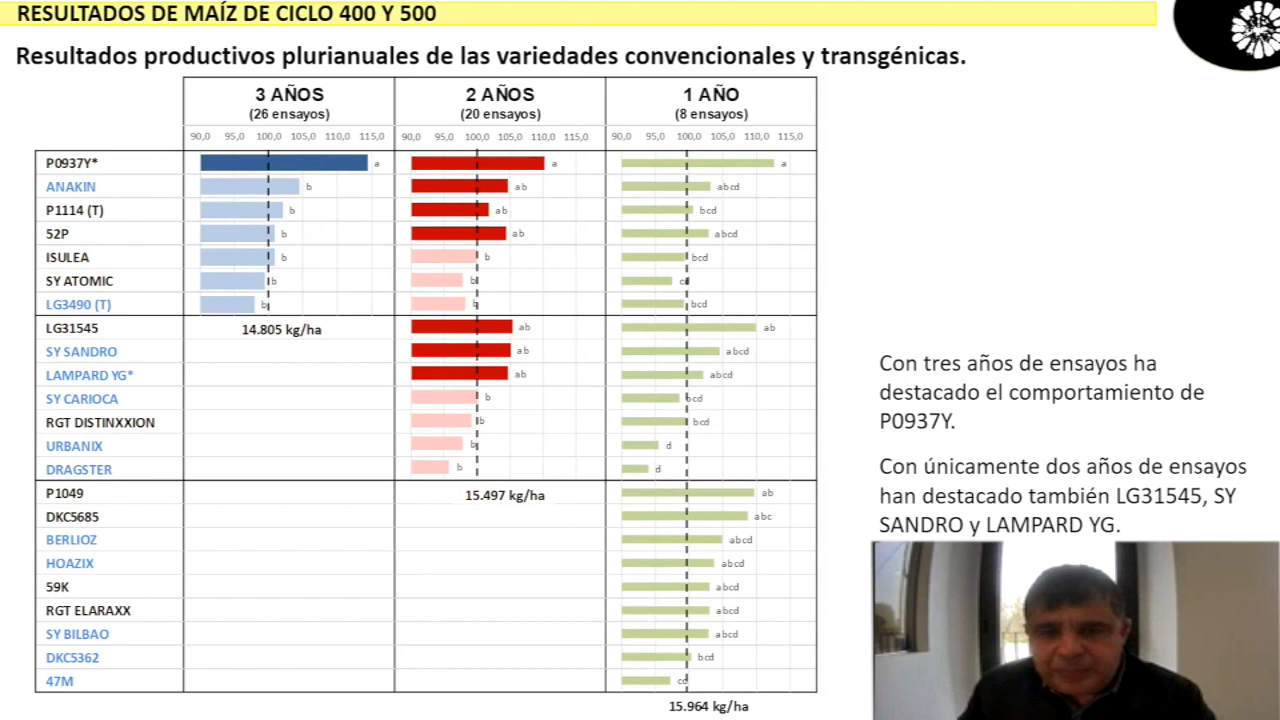 RESULTADOS DE MAÍZ DE CICLO 400 Y 500
Resultados productivos plurianuales de las variedades convencionales y transgénicas.
3 AÑOS 2 AÑOS 1 AÑO
(26 ensayos) (20 ensayos) (8 ensayos)
90,0 95,0 100,0 105,0 110,0 115,0 90,0 95,0 100,0 105,0 110,0 115,0 90,0 95,0 100,0 105,0 110,0 115,0
P0937Y* a a a
ANAKIN b ab abcd
P1114 (T) b ab bcd
52P b ab abcd
ISULEA b b bcd
SY ATOMIC b b cd
LG3490 (T) b b bcd
LG31545 14.805 kg/ha ab ab
SY SANDRO ab abcd
LAMPARD YG* ab abcd
SY CARIOCA b bcd
RGT DISTINXXION b bcd
URBANIX b d
DRAGSTER b d
P1049 15.497 kg/ha ab
DKC5685 abc
BERLIOZ abcd
HOAZIX abcd
59K abcd
RGT ELARAXX abcd
SY BILBAO abcd
DKC5362 bcd
47M cd
15.964 kg/ha
Con tres años de ensayos ha
destacado el comportamiento de
P0937Y.
Con únicamente dos años de ensayos
han destacado también LG31545, SY
SANDRO y LAMPARD YG.